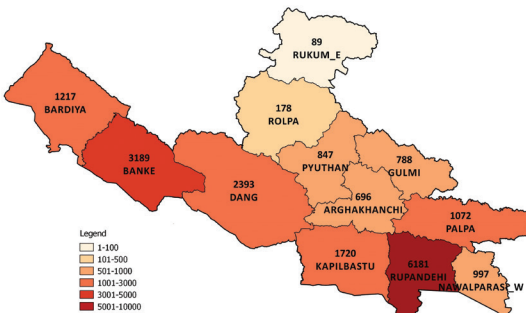 89
RUKUM_E
1217
BARDIYA
178
ROLPA
3189
BANKE
847
PYUTHAN
788
GULMI
2393
DANG
696
ARGHAKHANCHI
1072
PALPA
1720
KAPILBASTU
6181
RUPANDEHI
997
NAWALPARASP_W
Legend
1-100
101-500
501-1000
1001-3000
3001-5000
5001-10000